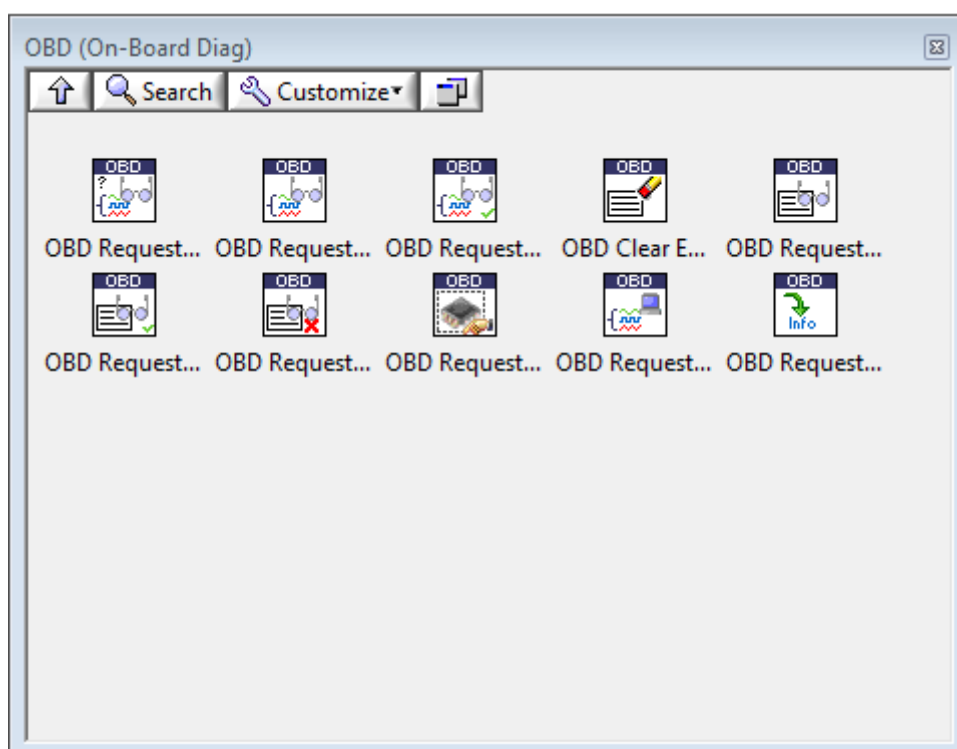 OBD (On-Board Diag)
Search Customize
OBD OBD OBD OBD OBD
?
OBD Request... OBD Request... OBD Request... OBD Clear E... OBD Request...
OBD OBD OBD OBD OBD
Info
OBD Request... OBD Request... OBD Request... OBD Request... OBD Request...